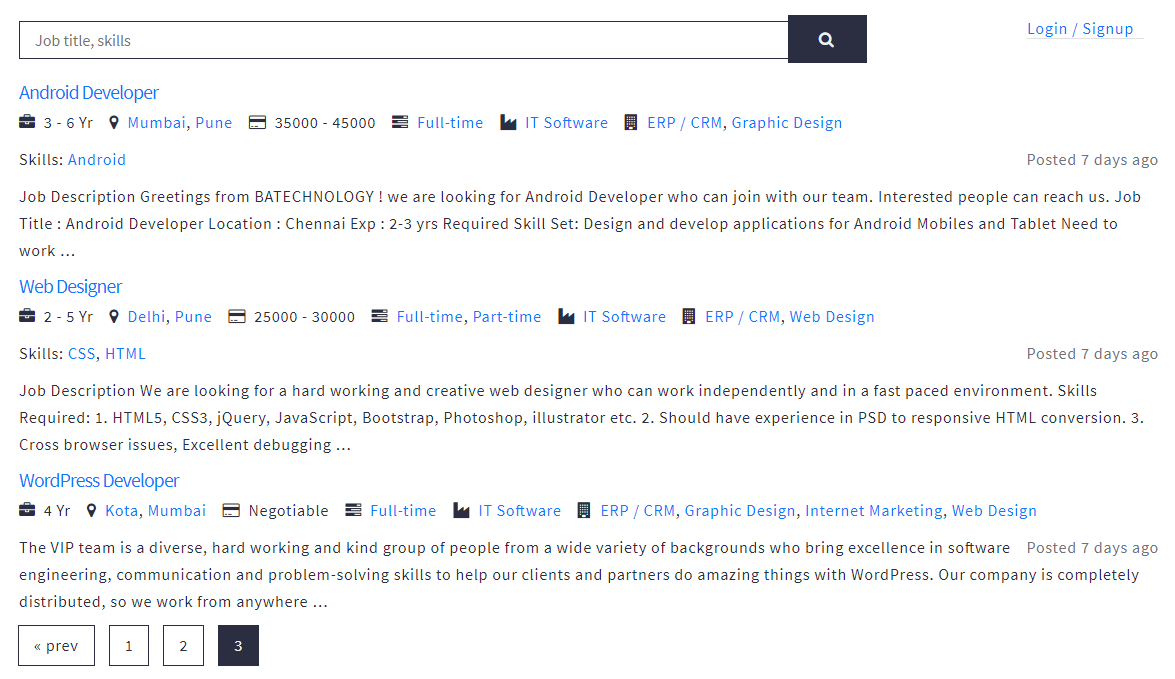 Job title, skills
Login / Signup
Android Developer
3 - 6 Yr Mumbai, Pune 35000 - 45000 Full-time IT Software ERP / CRM, Graphic Design
Skills: Android Posted 7 days ago
Job Description Greetings from BATECHNOLOGY ! we are looking for Android Developer who can join with our team. Interested people can reach us. Job
Title : Android Developer Location : Chennai Exp : 2-3 yrs Required Skill Set: Design and develop applications for Android Mobiles and Tablet Need to
work ...
Web Designer
2 - 5 Yr Delhi, Pune 25000 - 30000 Full-time, Part-time IT Software ERP / CRM, Web Design
Skills: CSS, HTML Posted 7 days ago
Job Description We are looking for a hard working and creative web designer who can work independently and in a fast paced environment. Skills
Required: 1. HTML5, CSS3, jQuery, JavaScript, Bootstrap, Photoshop, illustrator etc. 2. Should have experience in PSD to responsive HTML conversion. 3.
Cross browser issues, Excellent debugging ...
WordPress Developer
4 Yr Kota, Mumbai Negotiable Full-time IT Software ERP / CRM, Graphic Design, Internet Marketing, Web Design
The VIP team is a diverse, hard working and kind group of people from a wide variety of backgrounds who bring excellence in software Posted 7 days ago
engineering, communication and problem-solving skills to help our clients and partners do amazing things with WordPress. Our company is completely
distributed, so we work from anywhere ...
« prev 1 2 3